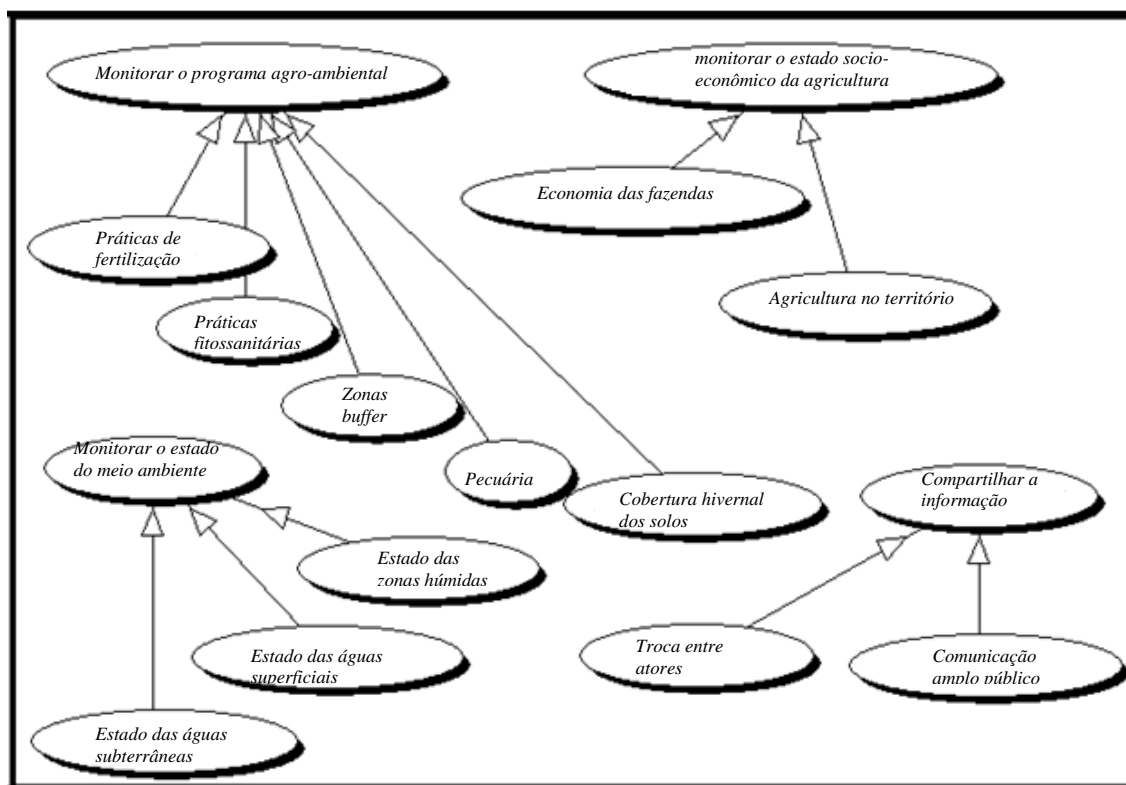 Monitorar o programa agro-ambiental
monitorar o estado socio-
econômico da agricultura
Economia das fazendas
Práticas de
fertilização
Agricultura no território
Práticas
fitossanitárias
Zonas
buffer
Monitorar o estado
do meio ambiente
Pecuária
Cobertura hivernal
dos solos
Compartilhar a
informação
Estado das
zonas húmidas
Estado das águas
superficiais
Troca entre
atores
Comunicação
amplo público
Estado das águas
subterrâneas